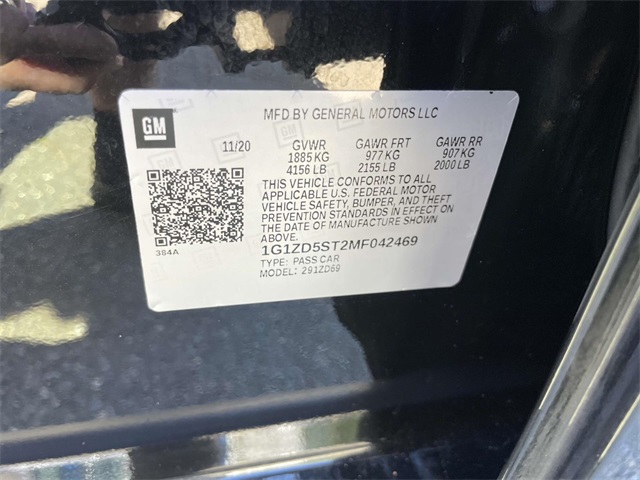 MFD BY GENERAL MOTORS LLC
GM
11/20 GVWR GAWR FRT GAWR RR
1885 KG 977 KG 907 KG
4156 LB 2155 LB 2000 LB
THIS VEHICLE CONFORMS TO ALL
APPLICABLE U.S. FEDERAL MOTOR
VEHICLE SAFETY, BUMPER, AND THEFT
PREVENTION STANDARDS IN EFFECT ON
THE DATE OF MANUFACTURE SHOWN
ABOVE.
384A
1G1ZD5ST2MF042469
TYPE: PASS CAR
MODEL: 291ZD69